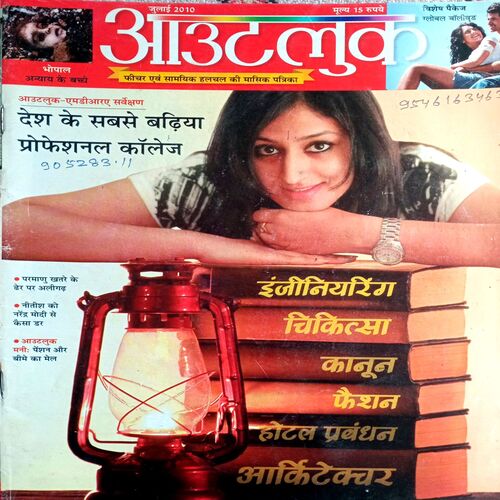 जुलाई 2010
मूल्य 15 रुपये
आउटलुक
फीचर एवं सामयिक हलचल की मासिक पत्रिका
भोपाल
अन्याय के बच्चे
विशेष पैकेज
ग्लोबल बॉलीवुड
आउटलुक-एमडीआरए सर्वेक्षण
देश के सबसे बढ़िया
प्रोफेशनल कॉलेज
905283.11
9546163463
• परमाणु खतरे के
ढेर पर अलीगढ़
• नीतीश को
नरेंद्र मोदी से
कैसा डर
• आउटलुक
मनी: पेंशन और
बीमे का मेल
इंजीनियरिंग
चिकित्सा
कानून
फैशन
होटल प्रबंधन
आर्किटेक्चर